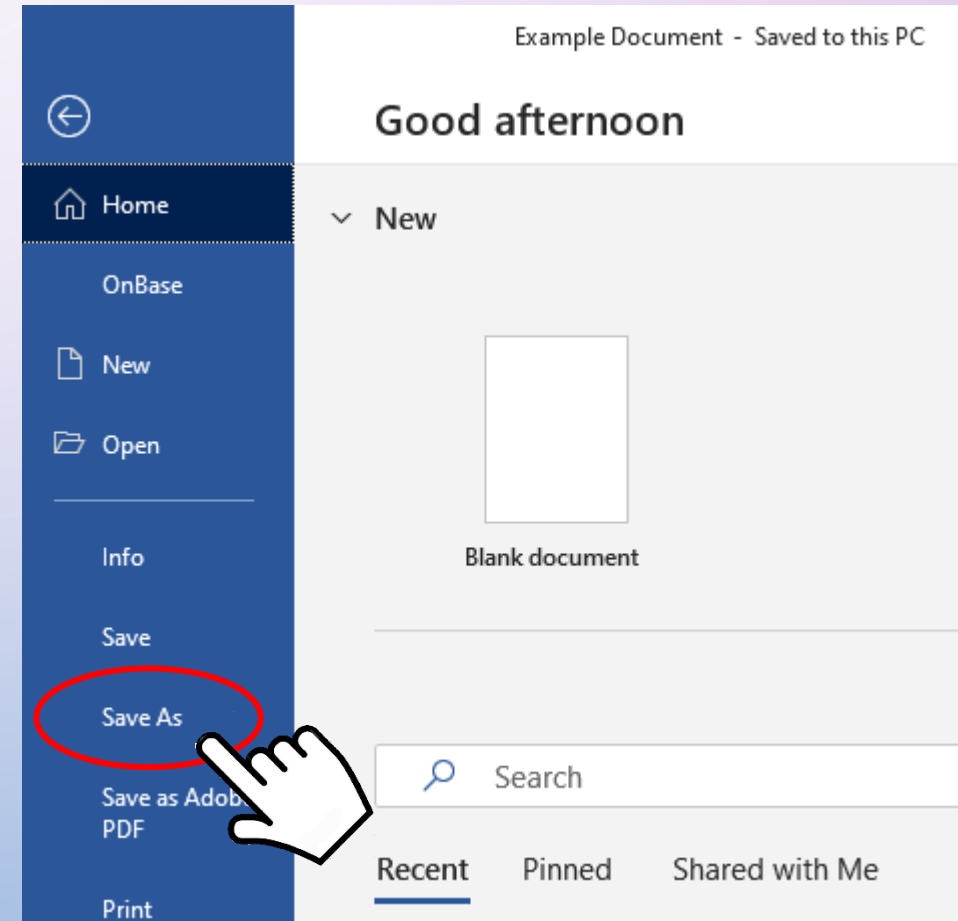 Example Document - Saved to this PC
Good afternoon
Home
New
OnBase
New
Open
Blank document
Info
Save
Save As
Search
Save as Adob
PDF
Recent Pinned Shared with Me
Print